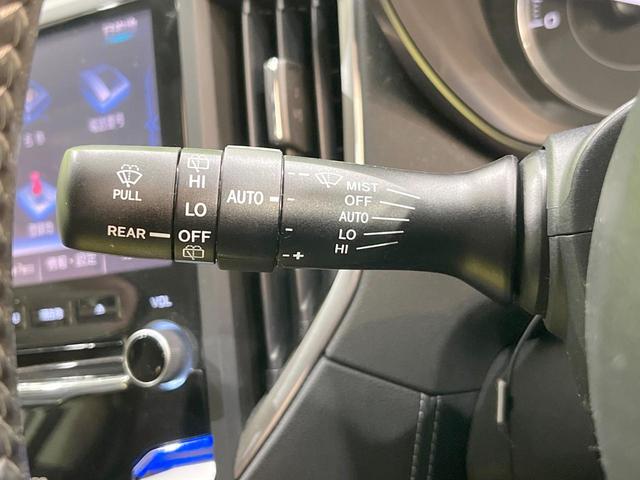 PULL
REAR
HI
LO
OFF
AUTO
- -
-
-
-+
MIST
OFF
AUTO
LO
HI
VOL